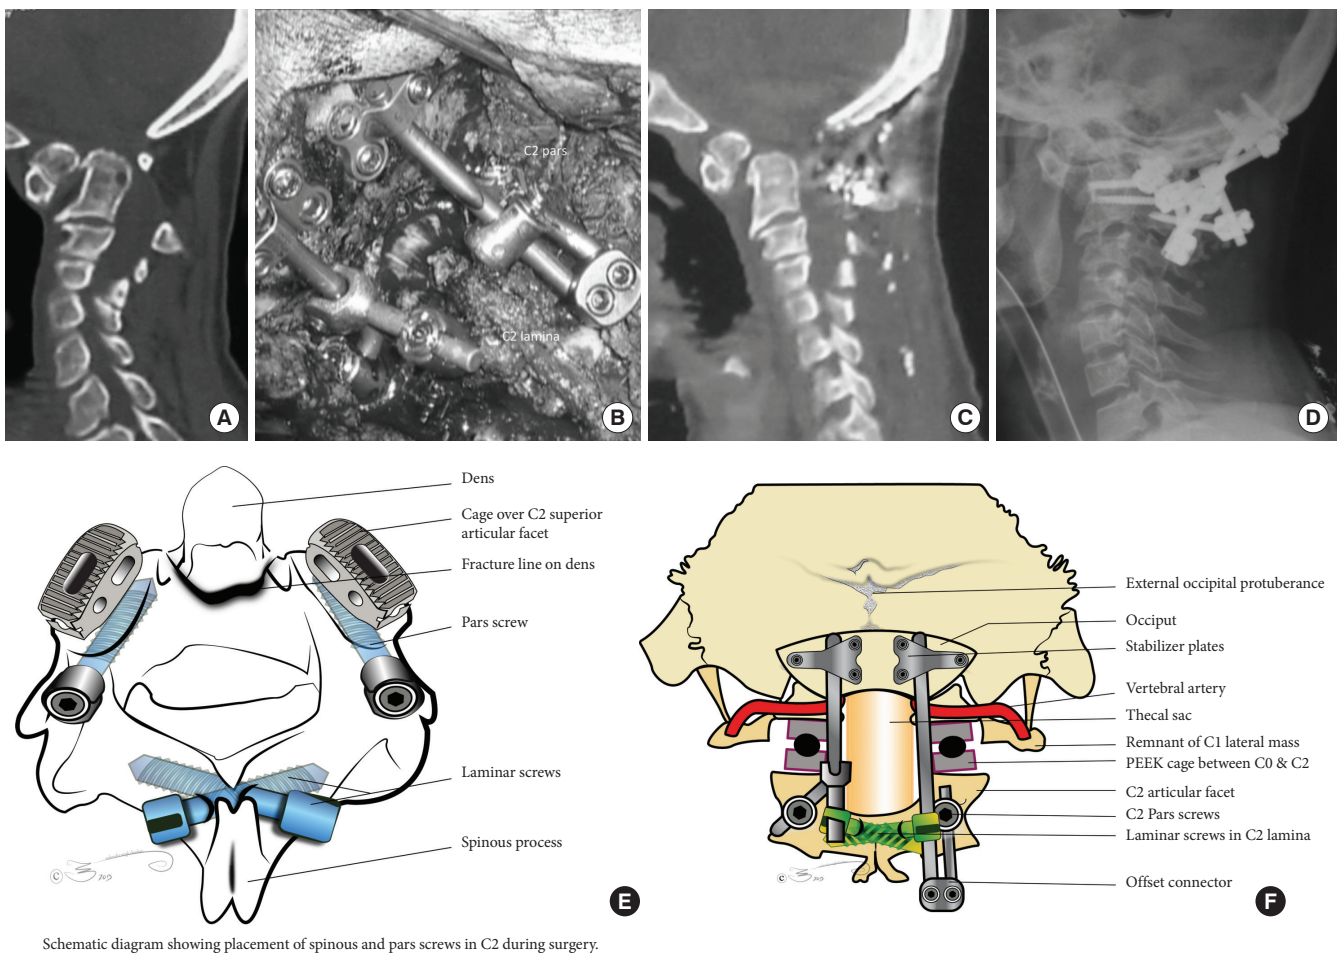 A
C2 pars
C2 lamina
B
C
D
Dens
Cage over C2 superior
articular facet
Fracture line on dens
Pars screw
Laminar screws
Spinous process
©
E
Schematic diagram showing placement of spinous and pars screws in C2 during surgery.
External occipital protuberance
Occiput
Stabilizer plates
Vertebral artery
Thecal sac
Remnant of C1 lateral mass
PEEK cage between C0 & C2
C2 articular facet
C2 Pars screws
Laminar screws in C2 lamina
Offset connector
©
F